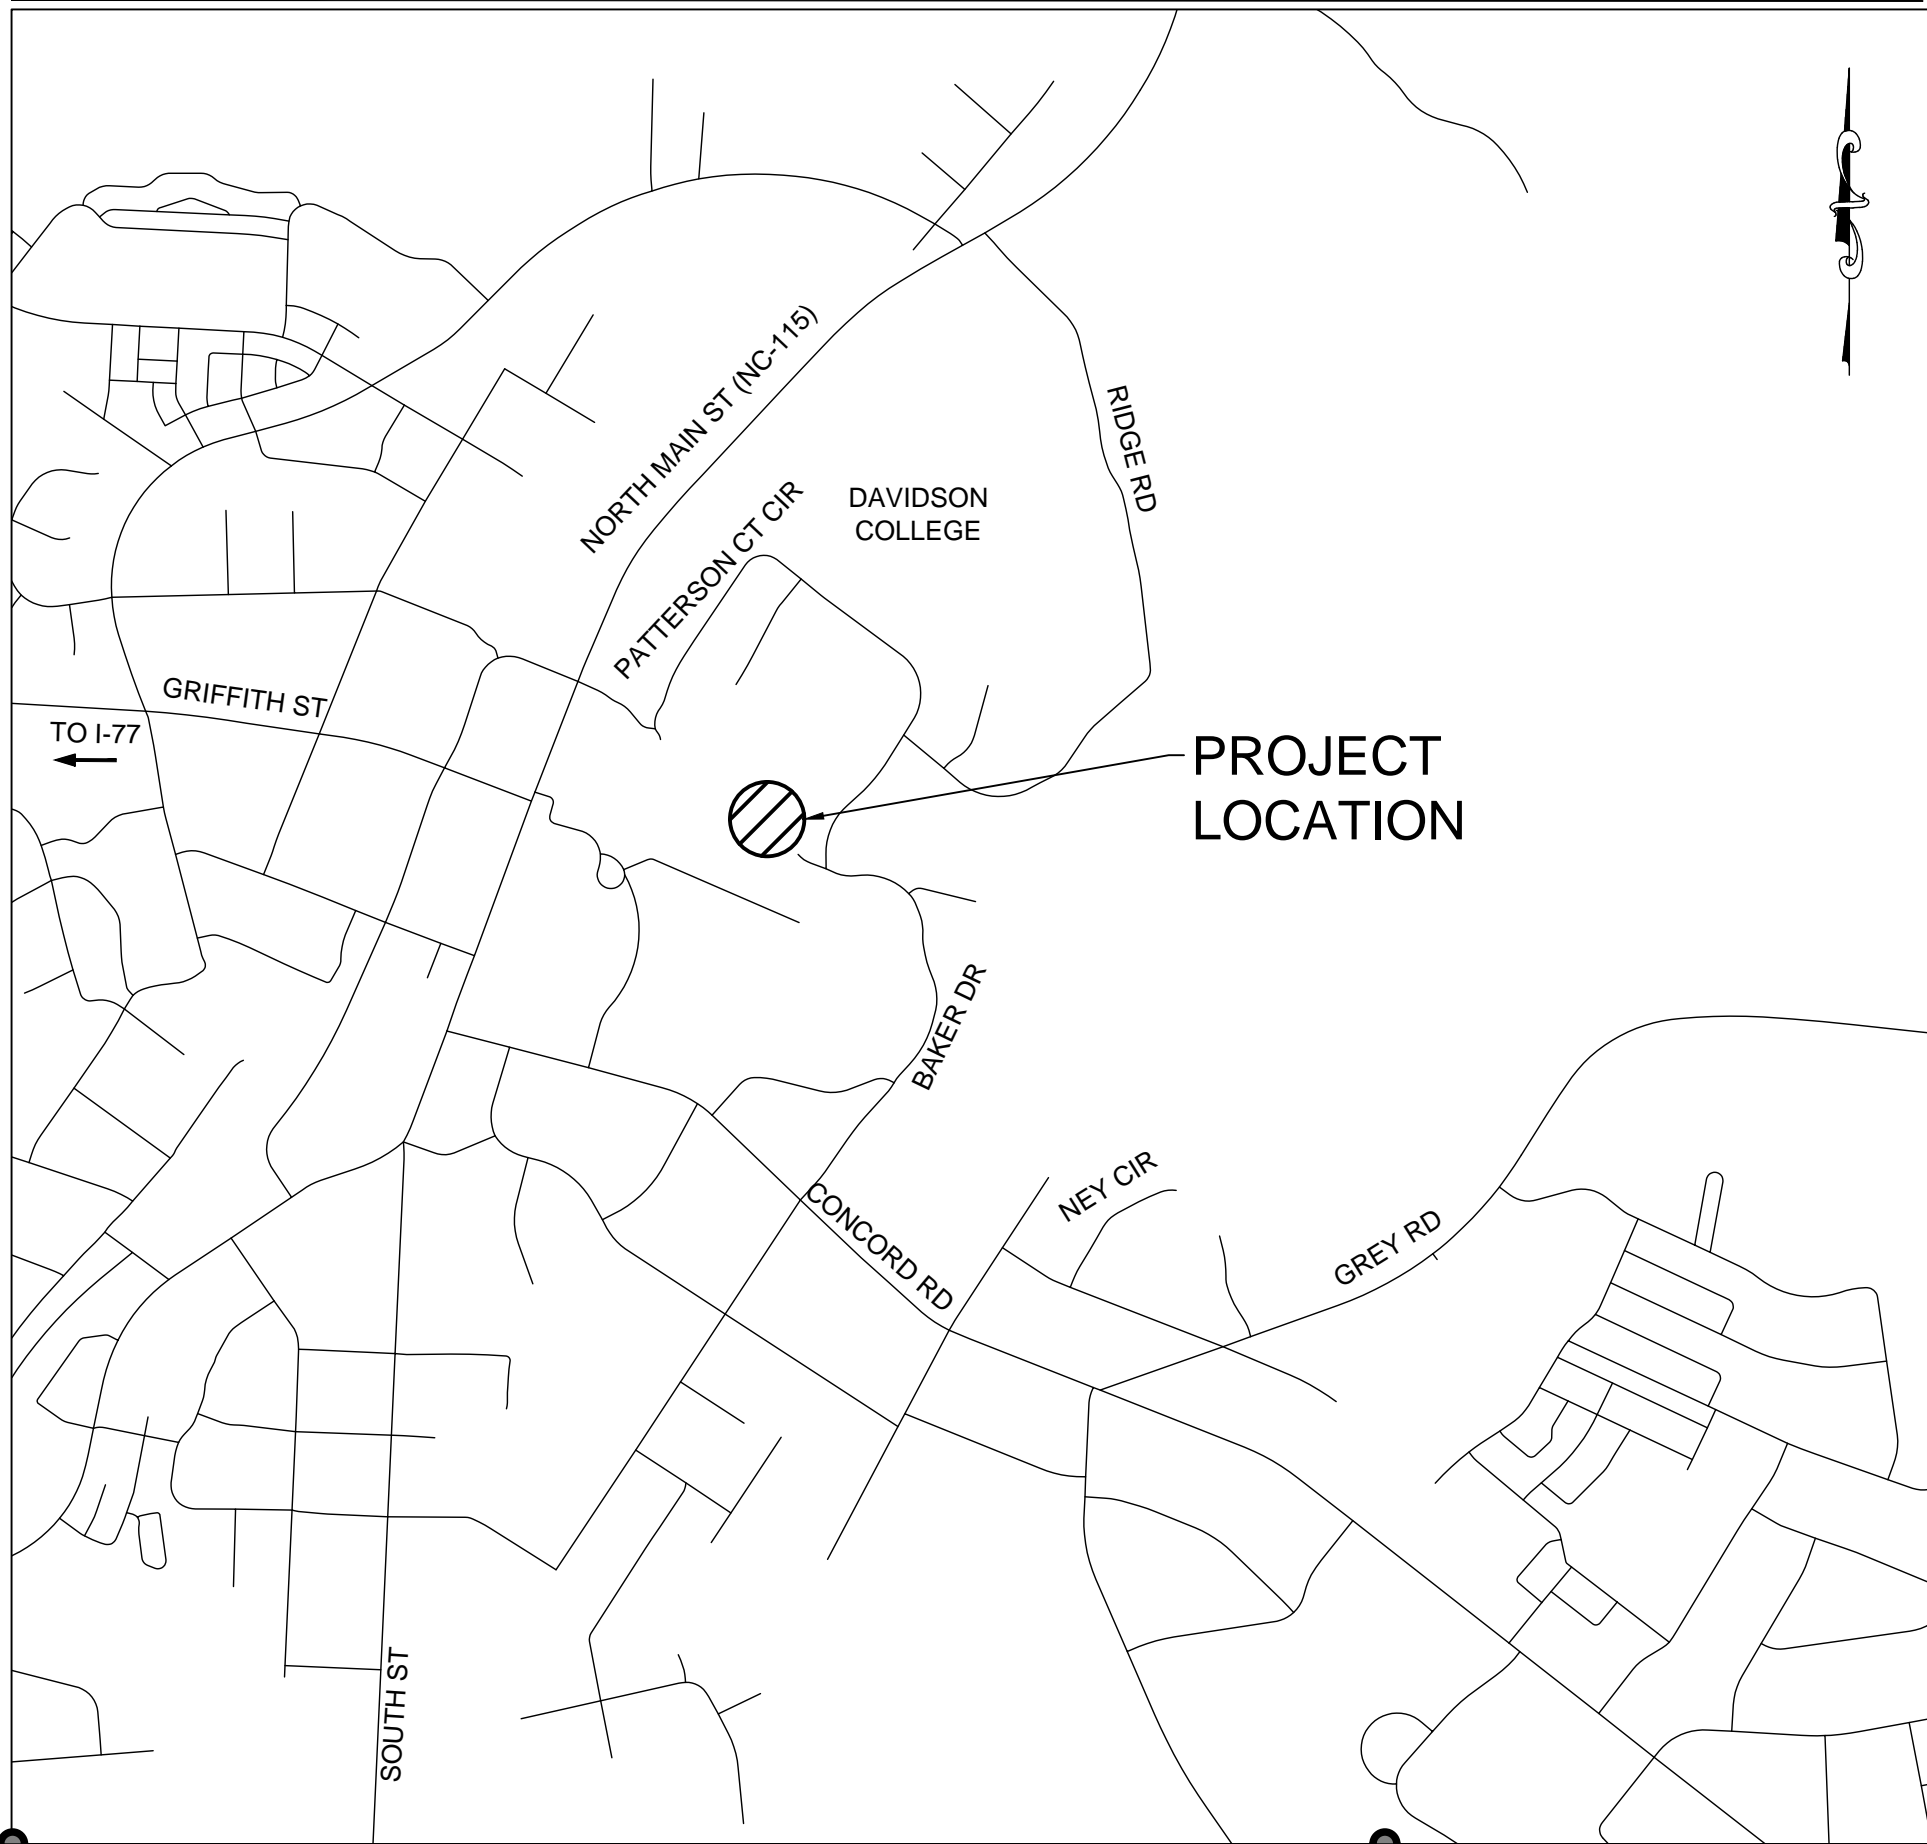 NORTH MAIN ST (NC-115)
RIDGE RD
PATTERSON CT CIR
DAVIDSON
COLLEGE
GRIFFITH ST
TO I-77
PROJECT
LOCATION
BAKER DR
NEY CIR
CONCORD RD
GREY RD
SOUTH ST